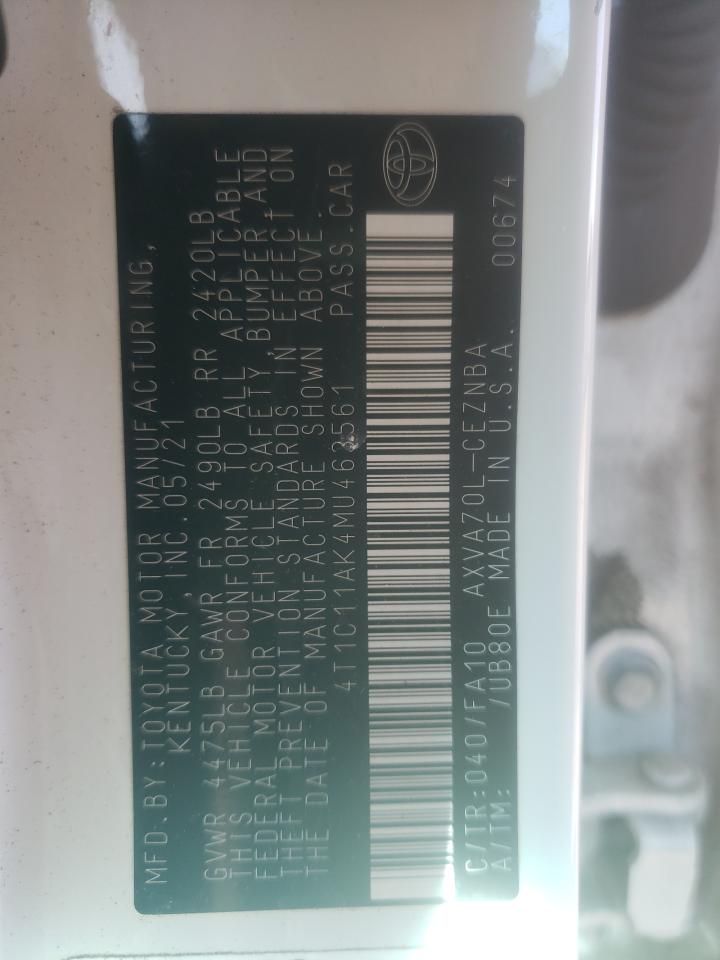 MFD.BY:TOYOTA MOTOR MANUFACTURING,
KENTUCKY, INC.05/21
GVWR 4475LB GAWR FR 2490LB RR 2420LB
THIS VEHICLE CONFORMS TO ALL APPLICABLE
FEDERAL MOTOR VEHICLE SAFETY, BUMPER, AND
THEFT PREVENTION STANDARDS IN EFFECT ON
THE DATE OF MANUFACTURE SHOWN ABOVE.
PASS.CAR
C/TR:040/FA10 AXVA70L-CEZNBA
A/TM: /UB80E MADE IN U.S.A. 00674